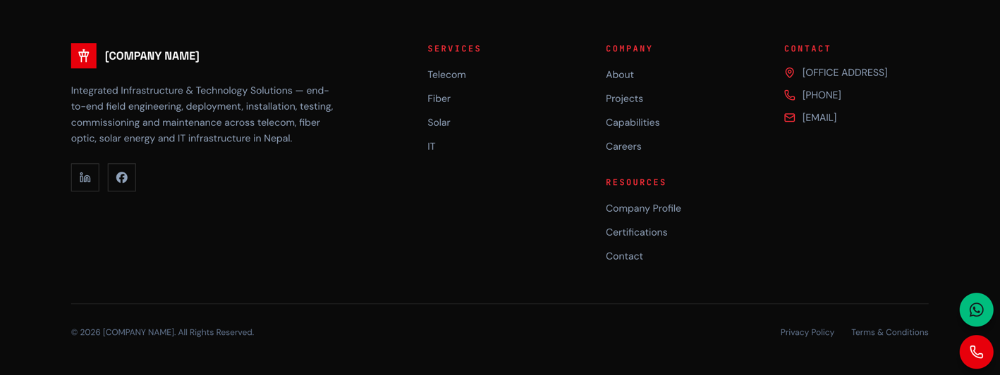 [COMPANY NAME]
Integrated Infrastructure & Technology Solutions — end-
to-end field engineering, deployment, installation, testing,
commissioning and maintenance across telecom, fiber
optic, solar energy and IT infrastructure in Nepal.
SERVICES
Telecom
Fiber
Solar
IT
COMPANY
About
Projects
Capabilities
Careers
RESOURCES
Company Profile
Certifications
Contact
CONTACT
[OFFICE ADDRESS]
[PHONE]
[EMAIL]
© 2026 [COMPANY NAME]. All Rights Reserved.
Privacy Policy
Terms & Conditions